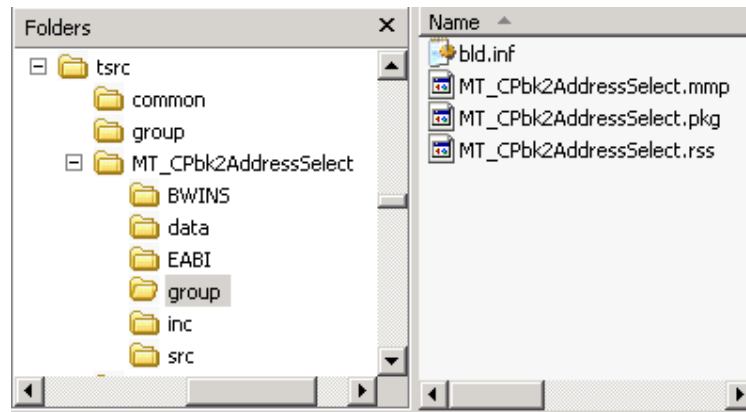 Folders
tsrc
common
group
MT_CPbk2AddressSelect
BWINS
data
EABI
group
inc
src
Name
bld.inf
MT_CPbk2AddressSelect.mmp
MT_CPbk2AddressSelect.pkg
MT_CPbk2AddressSelect.rss